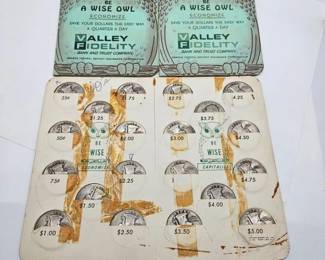 BE
A WISE OWL
ECONOMIZE
SAVE YOUR DOLLARS THE EASY WAY
A QUARTER A DAY
VALLEY
FIDELITY
BANK AND TRUST COMPANY
BE
A WISE OWL
ECONOMIZE
SAVE YOUR DOLLARS THE EASY WAY
A QUARTER A DAY
VALLEY
FIDELITY
BANK AND TRUST COMPANY
25¢
$1.75
$2.75
4.25
$1.25
$3.75
50¢
BE
WISE
ECONOMIZE
$3.00
BE
WISE
CAPITALIZE
$4.50
75¢
$2.25
$4.75
$1.50
$2.75
$4.00
$1.00
$2.50
$3.50
$5.00